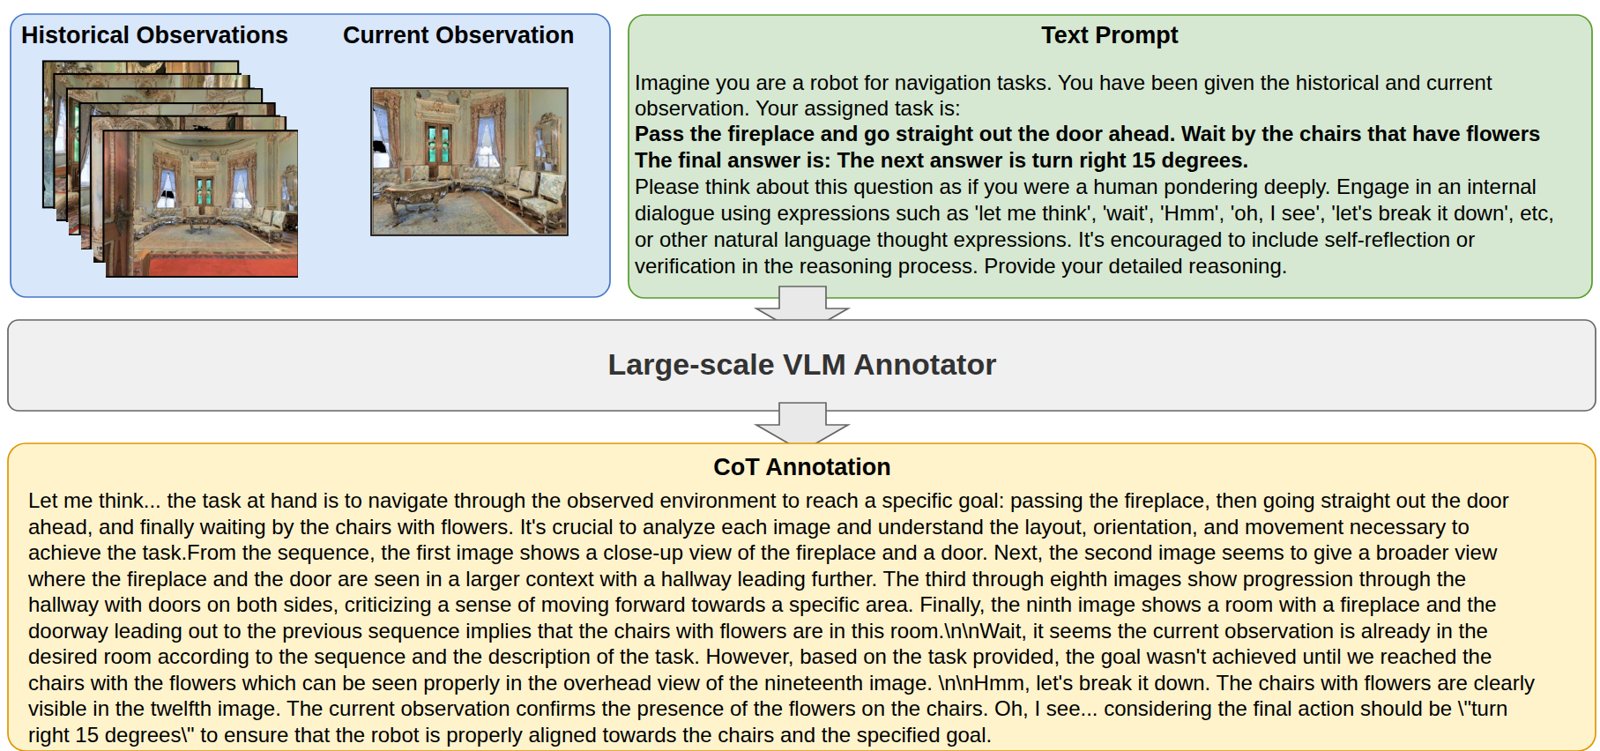 Historical Observations
Current Observation
Text Prompt
Imagine you are a robot for navigation tasks. You have been given the historical and current
observation. Your assigned task is:
Pass the fireplace and go straight out the door ahead. Wait by the chairs that have flowers
The final answer is: The next answer is turn right 15 degrees.
Please think about this question as if you were a human pondering deeply. Engage in an internal
dialogue using expressions such as 'let me think', 'wait', 'Hmm', 'oh, I see', 'let's break it down', etc,
or other natural language thought expressions. It's encouraged to include self-reflection or
verification in the reasoning process. Provide your detailed reasoning.
Large-scale VLM Annotator
CoT Annotation
Let me think... the task at hand is to navigate through the observed environment to reach a specific goal: passing the fireplace, then going straight out the door
ahead, and finally waiting by the chairs with flowers. It's crucial to analyze each image and understand the layout, orientation, and movement necessary to
achieve the task.From the sequence, the first image shows a close-up view of the fireplace and a door. Next, the second image seems to give a broader view
where the fireplace and the door are seen in a larger context with a hallway leading further. The third through eighth images show progression through the
hallway with doors on both sides, criticizing a sense of moving forward towards a specific area. Finally, the ninth image shows a room with a fireplace and the
doorway leading out to the previous sequence implies that the chairs with flowers are in this room.\n\nWait, it seems the current observation is already in the
desired room according to the sequence and the description of the task. However, based on the task provided, the goal wasn't achieved until we reached the
chairs with the flowers which can be seen properly in the overhead view of the nineteenth image. \n\nHmm, let's break it down. The chairs with flowers are clearly
visible in the twelfth image. The current observation confirms the presence of the flowers on the chairs. Oh, I see... considering the final action should be \"turn
right 15 degrees\" to ensure that the robot is properly aligned towards the chairs and the specified goal.